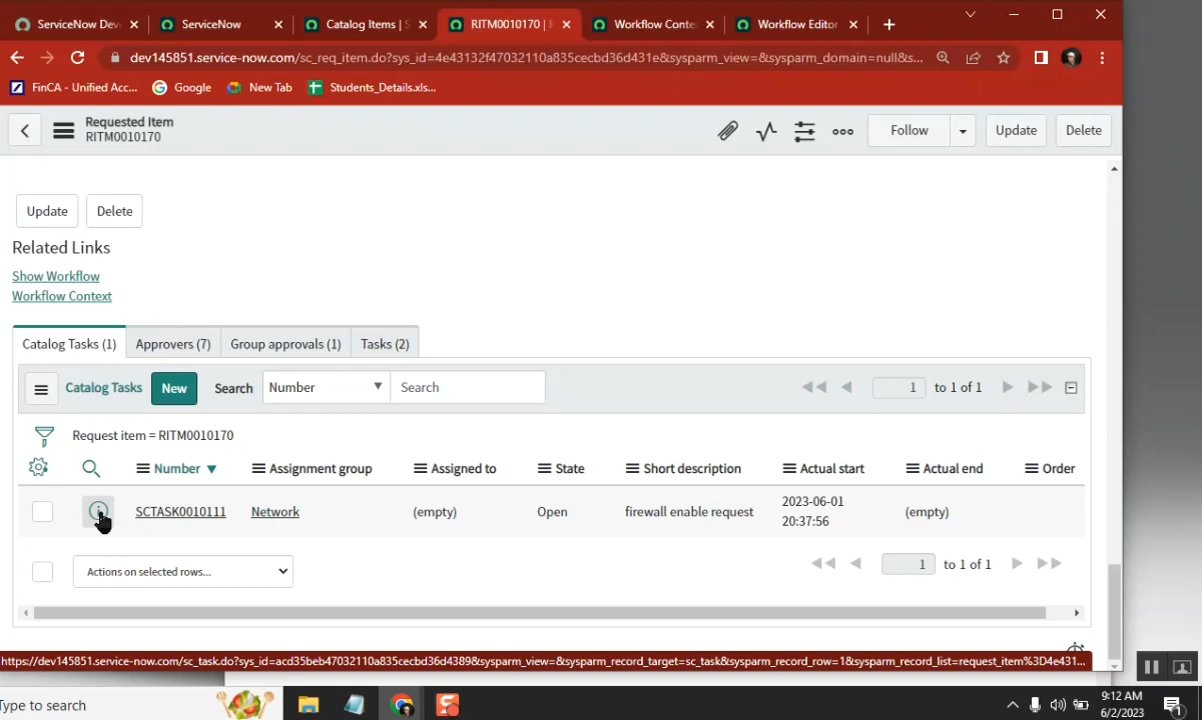 ServiceNow Dev
ServiceNow
Catalog Items | S
RITM0010170 | R
Workflow Conte
Workflow Editor
dev145851.service-now.com/sc_req_item.do?sys_id=4e43132f47032110a835cecbd36d431e&sysparm_view=&sysparm_domain=null&s...
FinCA - Unified Acc...
Google
New Tab
Students_Details.xls...
Requested Item
RITM0010170
Follow
Update
Delete
Update
Delete
Related Links
Show Workflow
Workflow Context
Catalog Tasks (1)
Approvers (7)
Group approvals (1)
Tasks (2)
Catalog Tasks
New
Search
Number
Search
1
to 1 of 1
Request item = RITM0010170
Number
Assignment group
Assigned to
State
Short description
Actual start
Actual end
Order
SCTASK0010111
Network
(empty)
Open
firewall enable request
2023-06-01
20:37:56
(empty)
Actions on selected rows...
1
to 1 of 1
https://dev145851.service-now.com/sc_task.do?sys_id=acd35beb47032110a835cecbd36d4389&sysparm_view=&sysparm_record_target=sc_task&sysparm_record_row=1&sysparm_record_list=request_item%3D4e431...
ype here to search
9:12 AM
6/2/2023
1